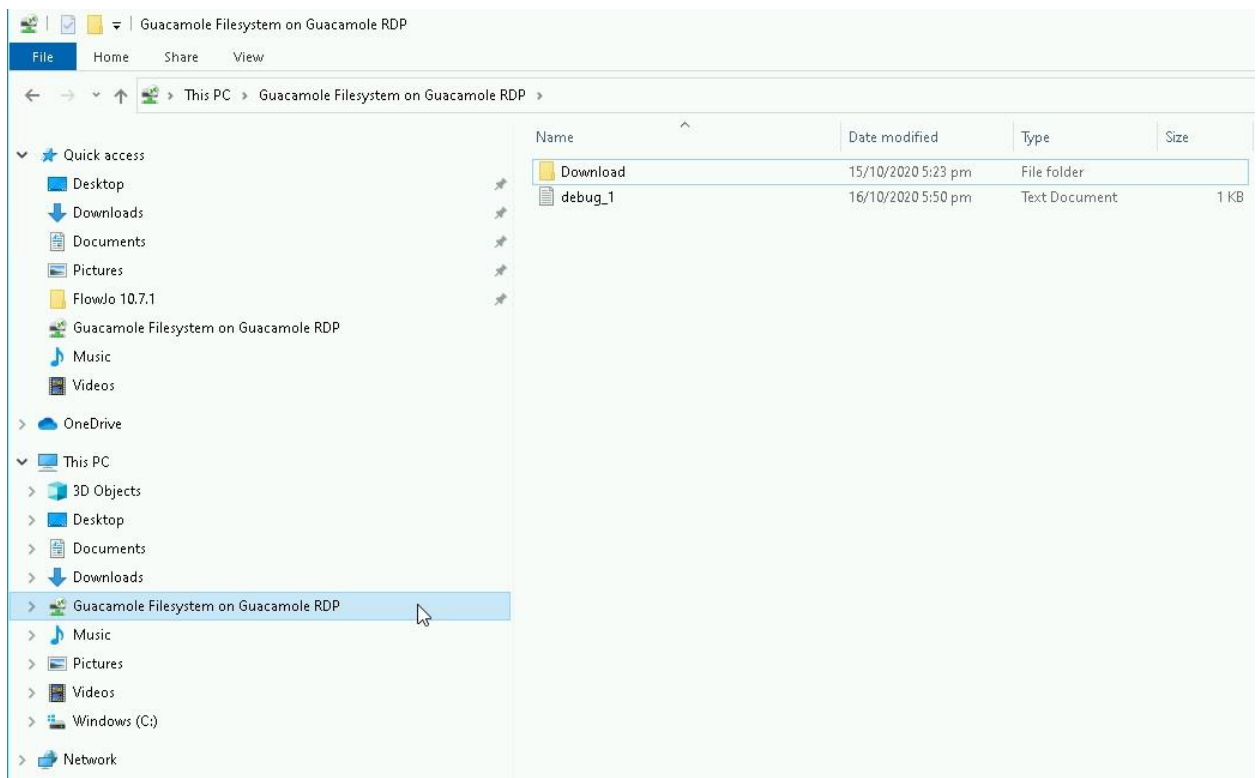 Guacamole Filesystem on Guacamole RDP
File Home Share View
This PC > Guacamole Filesystem on Guacamole RDP >
Quick access
Desktop
Downloads
Documents
Pictures
FlowJo 10.7.1
Guacamole Filesystem on Guacamole RDP
Music
Videos
OneDrive
This PC
3D Objects
Desktop
Documents
Downloads
Guacamole Filesystem on Guacamole RDP
Music
Pictures
Videos
Windows (C:)
Network
Name Date modified Type Size
Download 15/10/2020 5:23 pm File folder
debug_1 16/10/2020 5:50 pm Text Document 1 KB